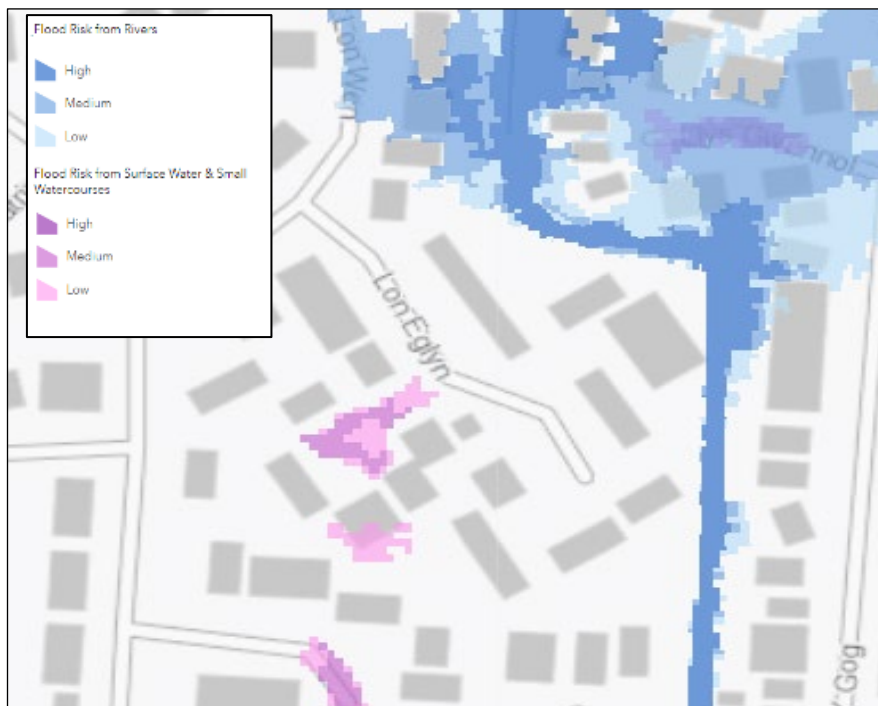 Flood Risk from Rivers
High
Medium
Low
Flood Risk from Surface Water & Small
Watercourses
High
Medium
Low
Lon Eglyn
Gog